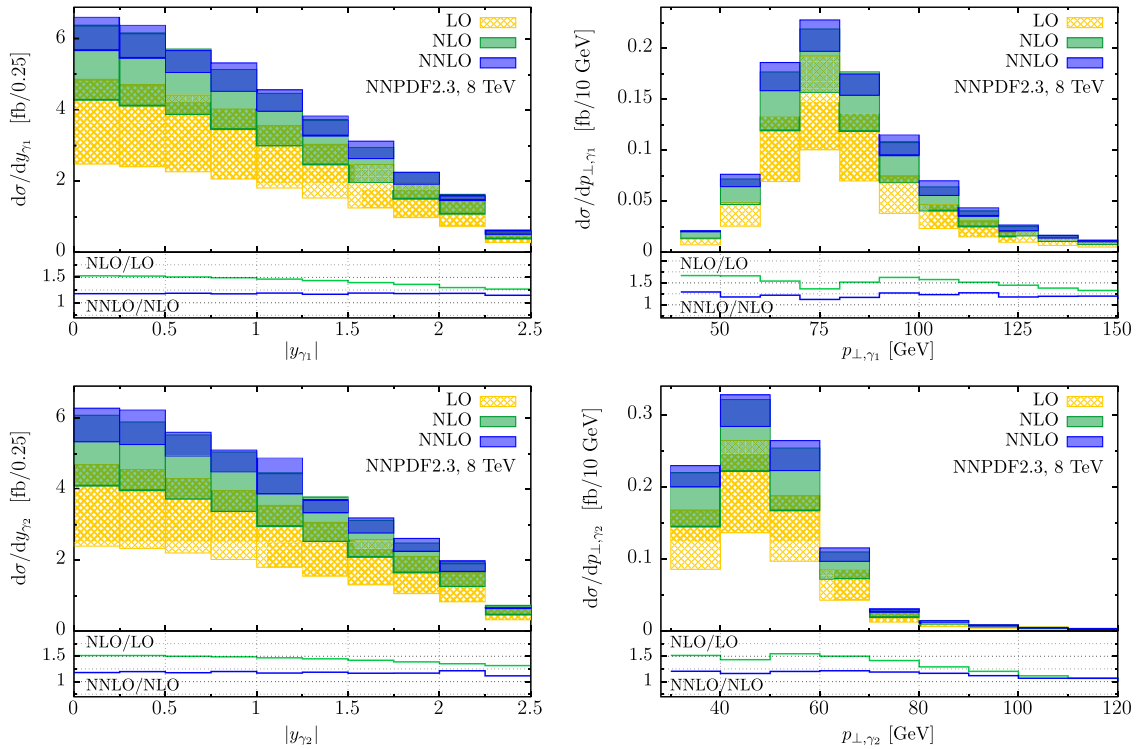 dσ/dy_γ1 [fb/0.25]
6
4
2
0
LO
NLO
NNLO
NNPDF2.3, 8 TeV
NLO/LO
1.5
1
NNLO/NLO
0 0.5 1 1.5 2 2.5
|y_γ1|
dσ/dp_⊥,γ1 [fb/10 GeV]
0.2
0.15
0.1
0.05
0
LO
NLO
NNLO
NNPDF2.3, 8 TeV
NLO/LO
1.5
1
NNLO/NLO
50 75 100 125 150
p_⊥,γ1 [GeV]
dσ/dy_γ2 [fb/0.25]
6
4
2
0
LO
NLO
NNLO
NNPDF2.3, 8 TeV
NLO/LO
1.5
1
NNLO/NLO
0 0.5 1 1.5 2 2.5
|y_γ2|
dσ/dp_⊥,γ2 [fb/10 GeV]
0.3
0.2
0.1
0
LO
NLO
NNLO
NNPDF2.3, 8 TeV
NLO/LO
1.5
1
NNLO/NLO
40 60 80 100 120
p_⊥,γ2 [GeV]